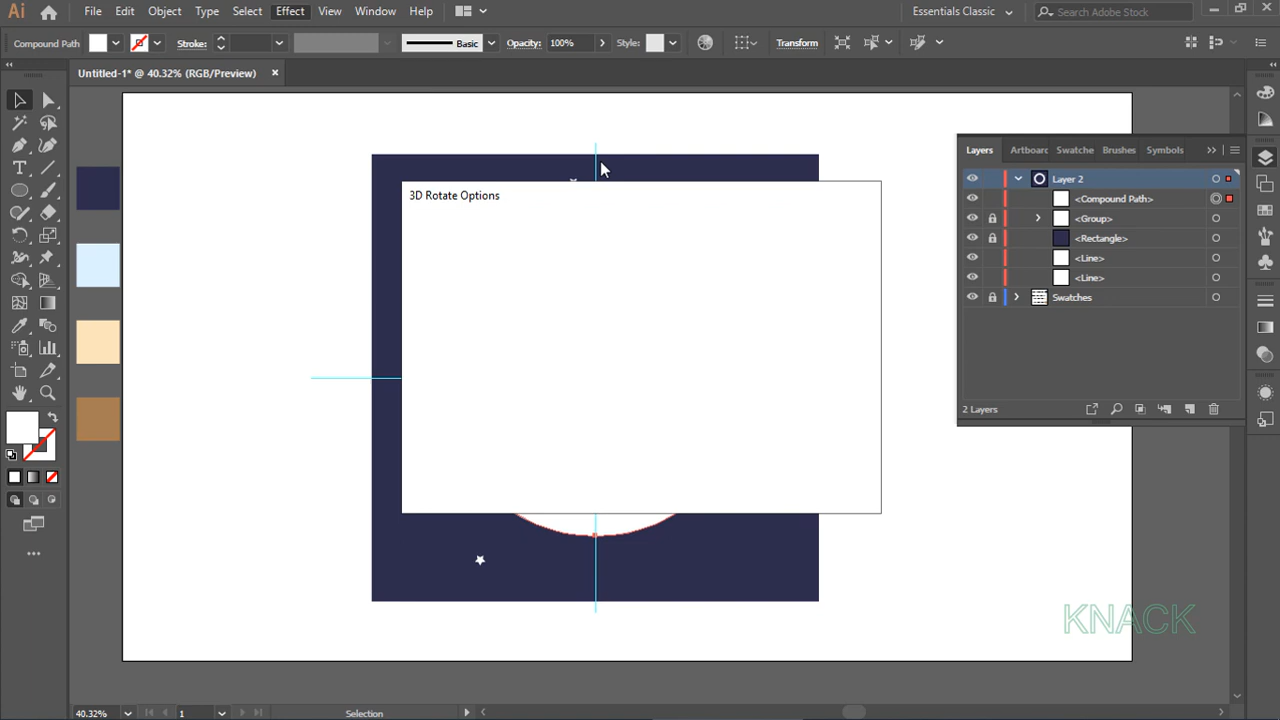 Ai File Edit Object Type Select Effect View Window Help Essentials Classic Search Adobe Stock
Compound Path Stroke: Basic Opacity: 100% Style: Transform
Untitled-1* @ 40.32% (RGB/Preview) ×
Layers Artboard Swatche Brushes Symbols
Layer 2
<Compound Path>
<Group>
<Rectangle>
<Line>
<Line>
Swatches
2 Layers
3D Rotate Options
KNACK
40.32% 1 Selection